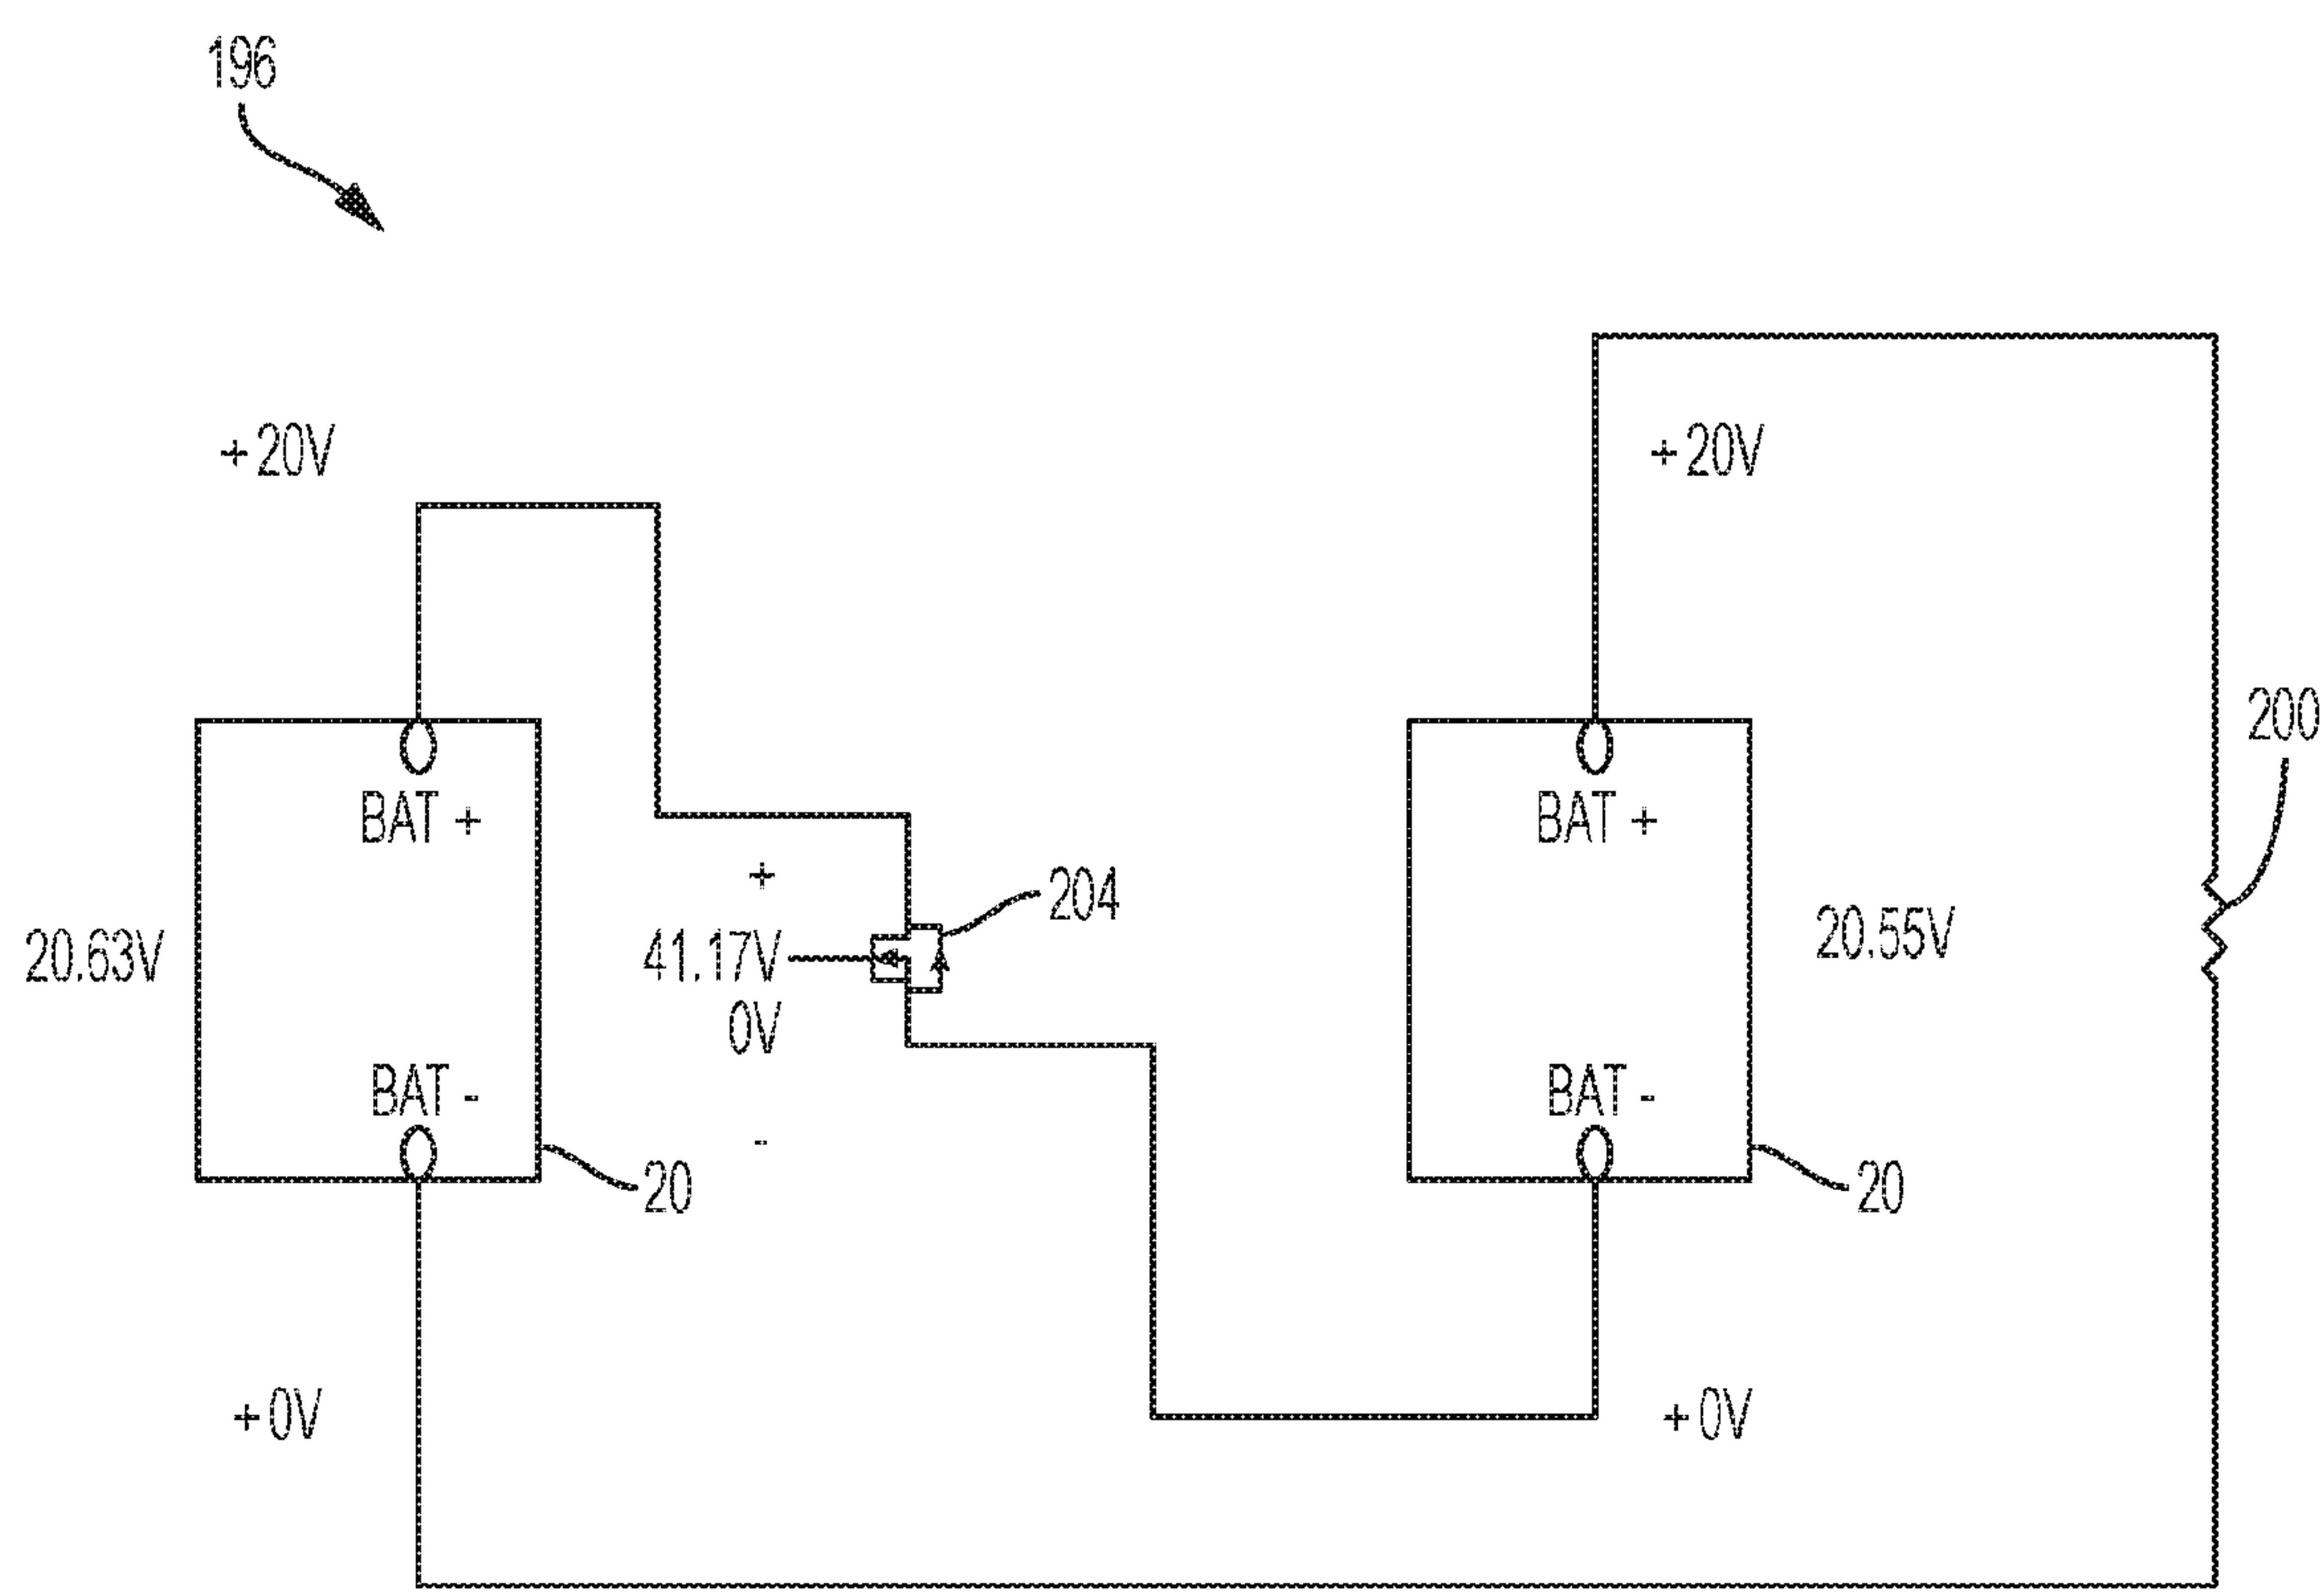 196
+20V
+20V
200
BAT +
BAT +
+
204
20.63V
41.17V
20.55V
0V
BAT -
BAT -
-
20
20
+0V
+0V